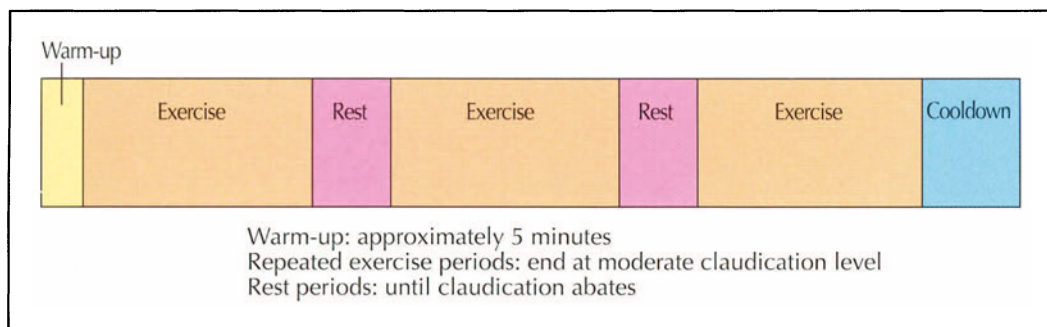 Warm-up
Exercise Rest Exercise Rest Exercise Cooldown
Warm-up: approximately 5 minutes
Repeated exercise periods: end at moderate claudication level
Rest periods: until claudication abates